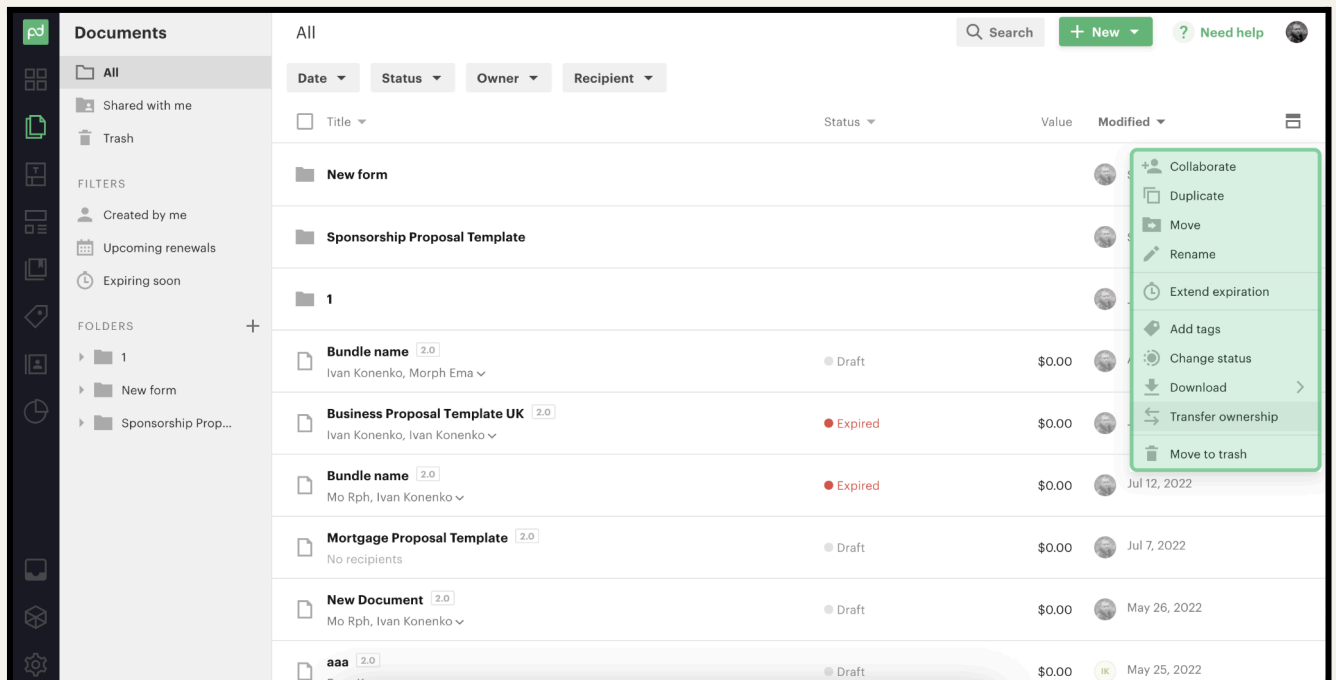 pd
Documents
All
Shared with me
Trash
FILTERS
Created by me
Upcoming renewals
Expiring soon
FOLDERS
1
New form
Sponsorship Prop...
All
Search
New
? Need help
Date
Status
Owner
Recipient
Title
Status
Value
Modified
New form
Sponsorship Proposal Template
1
Bundle name 2.0
Ivan Konenko, Morph Ema
Draft
$0.00
Business Proposal Template UK 2.0
Ivan Konenko, Ivan Konenko
Expired
$0.00
Bundle name 2.0
Mo Rph, Ivan Konenko
Expired
$0.00
Jul 12, 2022
Mortgage Proposal Template 2.0
No recipients
Draft
$0.00
Jul 7, 2022
New Document 2.0
Mo Rph, Ivan Konenko
Draft
$0.00
May 26, 2022
aaa 2.0
Draft
$0.00
IK
May 25, 2022
Collaborate
Duplicate
Move
Rename
Extend expiration
Add tags
Change status
Download
Transfer ownership
Move to trash